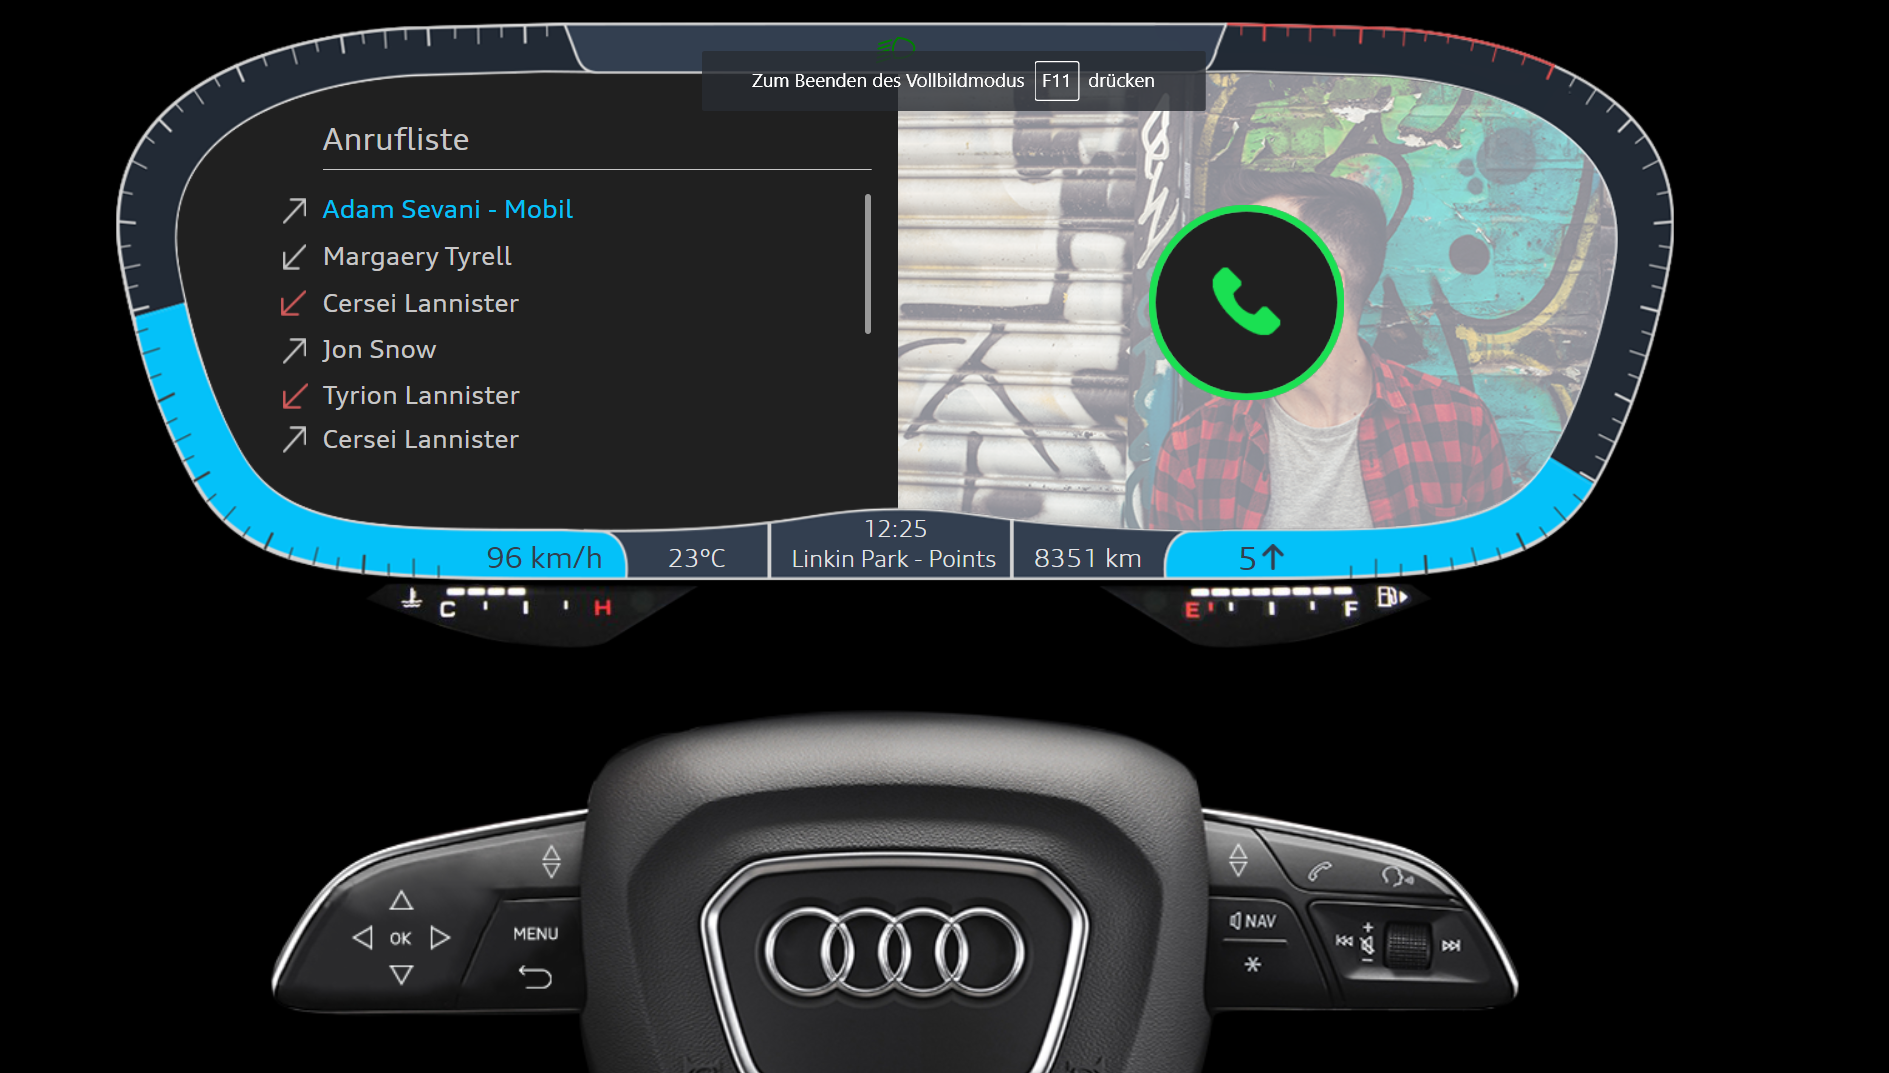 Zum Beenden des Vollbildmodus F11 drücken
Anrufliste
Adam Sevani - Mobil
Margaery Tyrell
Cersei Lannister
Jon Snow
Tyrion Lannister
Cersei Lannister
12:25
96 km/h
23°C
Linkin Park - Points
8351 km
5↑
C H
E F
OK
MENU
NAV
*
+
-